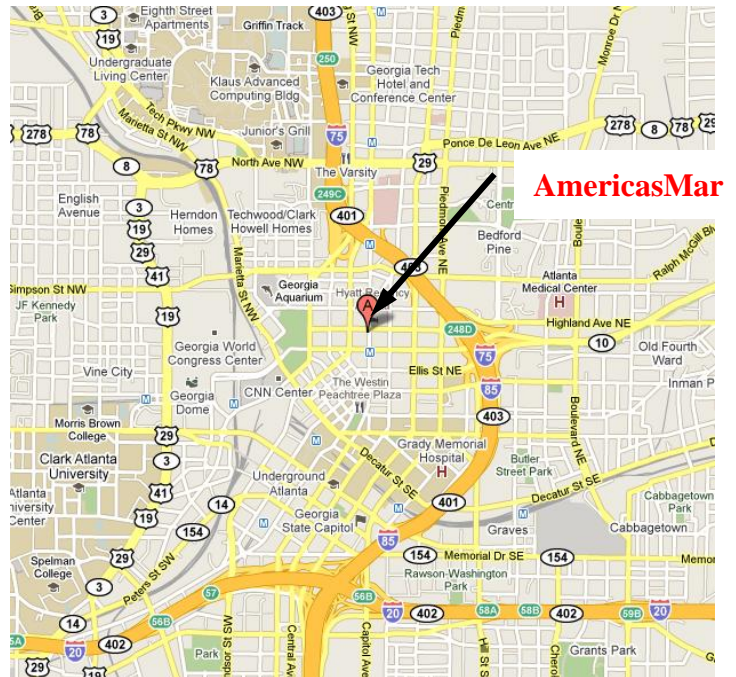 Eighth Street
Apartments
Griffin Track
403
Piedmont
Monroe Dr N
3
19
Undergraduate
Living Center
Klaus Advanced
Computing Bldg
250
Georgia Tech
Hotel and
Conference Center
Tech Pkwy NW
Marietta St NW
Junior's Grill
75
M
278
78
Ponce De Leon Ave NE
278
8
78
29
8
78
North Ave NW
The Varsity
29
AmericasMar
English
Avenue
3
19
29
41
Herndon
Homes
Techwood/Clark
Howell Homes
249C
401
Piedmont Ave NE
Bedford
Pine
M
Ralph McGill Bl
Simpson St NW
JF Kennedy
Park
Marietta St NW
Georgia
Aquarium
Hyatt Regency
A
Atlanta
Medical Center
H
19
Georgia World
Congress Center
248D
Highland Ave NE
10
Old Fourth
Ward
M
75
Vine City
Ellis St NE
The Westin
Peachtree Plaza
CNN Center
85
Inman P
M
Georgia
Dome
403
Boulevard NE
Morris Brown
College
29
Clark Atlanta
University
3
Grady Memorial
Hospital
H
Butler
Street Park
Decatur St SE
41
Underground
Atlanta
Atlanta
University
Center
19
14
M
Georgia
State Capitol
401
Decatur St SE
Cabbagetown
Park
154
85
Graves
Cabbagetown
M
29
154
Memorial Dr SE
154
Memor
Spelman
College
3
Peters St SW
57
Rawson-Washington
Park
56B
20
402
58A
58B
402
59B
20
14
56B
20
402
Park
Central Av
Capitol Ave
Grants Park
29
19